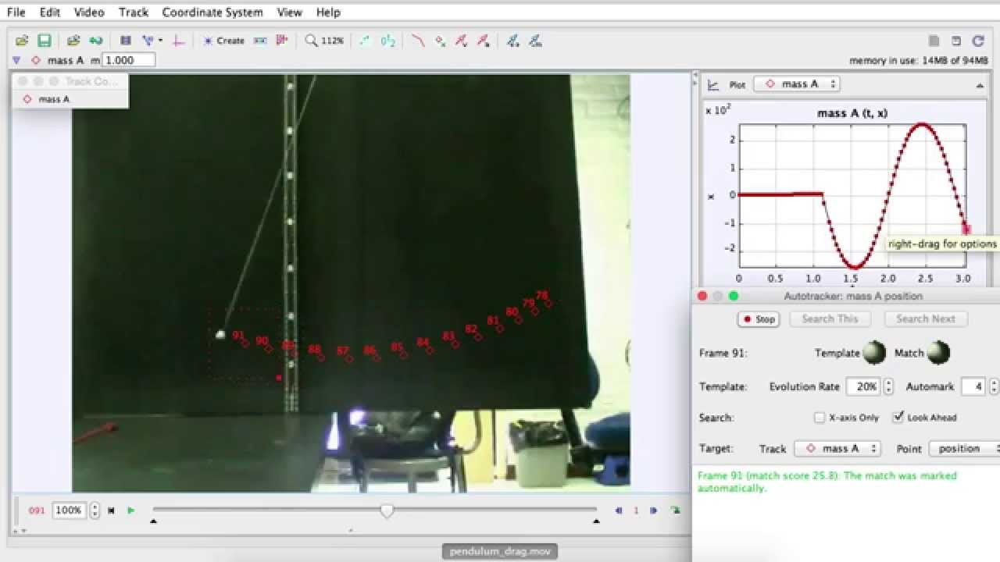 File Edit Video Track Coordinate System View Help
Create 112%
mass A m 1.000 memory in use: 14MB of 94MB
Track Co...
mass A
Plot mass A
x 10²
mass A (t, x)
2
1
x 0
-1
-2
0 0.5 1.0 1.5 2.0 2.5 3.0
right-drag for options
91 90 89 88 87 86 85 84 83 82 81 80 79 78
Autotracker: mass A position
Stop Search This Search Next
Frame 91: Template Match
Template: Evolution Rate 20% Automark 4
Search: X-axis Only Look Ahead
Target: Track mass A Point position
Frame 91 (match score 25.8): The match was marked
automatically.
091 100% 1
pendulum_drag.mov